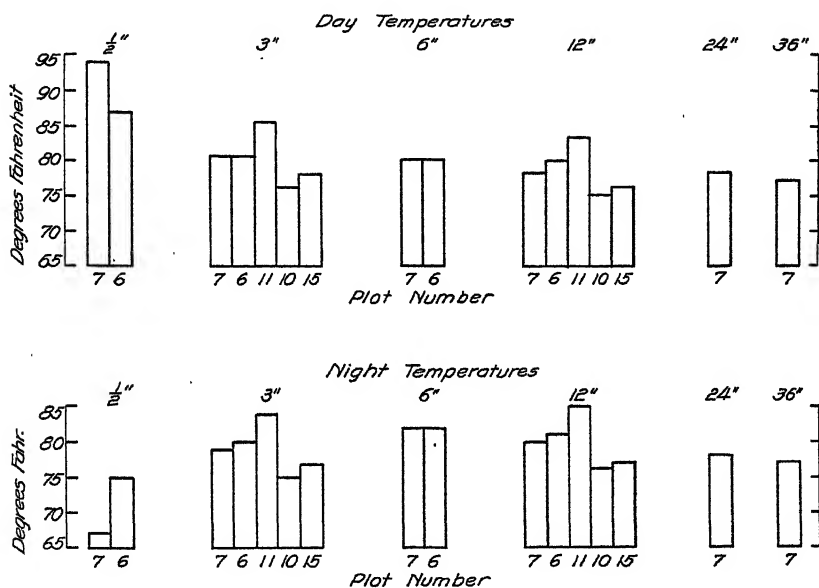 Day Temperatures
½" 3" 6" 12" 24" 36"
Degrees Fahrenheit
95
90
85
80
75
70
65
7 6 7 6 11 10 15 7 6 7 6 11 10 15 7 7
Plot Number
Night Temperatures
½" 3" 6" 12" 24" 36"
Degrees Fahr.
85
80
75
70
65
7 6 7 6 11 10 15 7 6 7 6 11 10 15 7 7
Plot Number